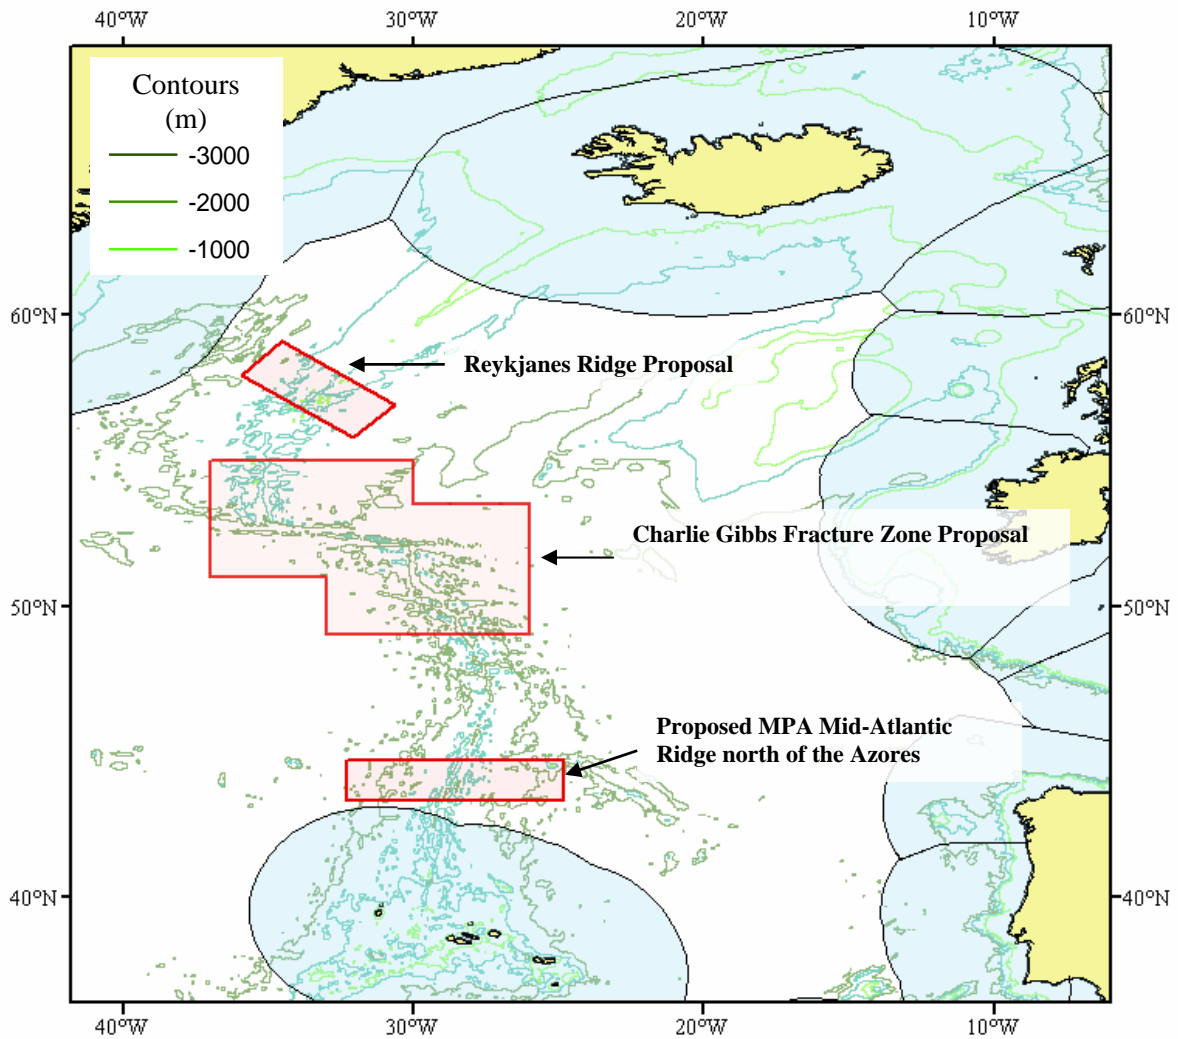 40°W 30°W 20°W 10°W
Contours
(m)
-3000
-2000
-1000
60°N 60°N
Reykjanes Ridge Proposal
Charlie Gibbs Fracture Zone Proposal
50°N 50°N
Proposed MPA Mid-Atlantic
Ridge north of the Azores
40°N 40°N
40°W 30°W 20°W 10°W